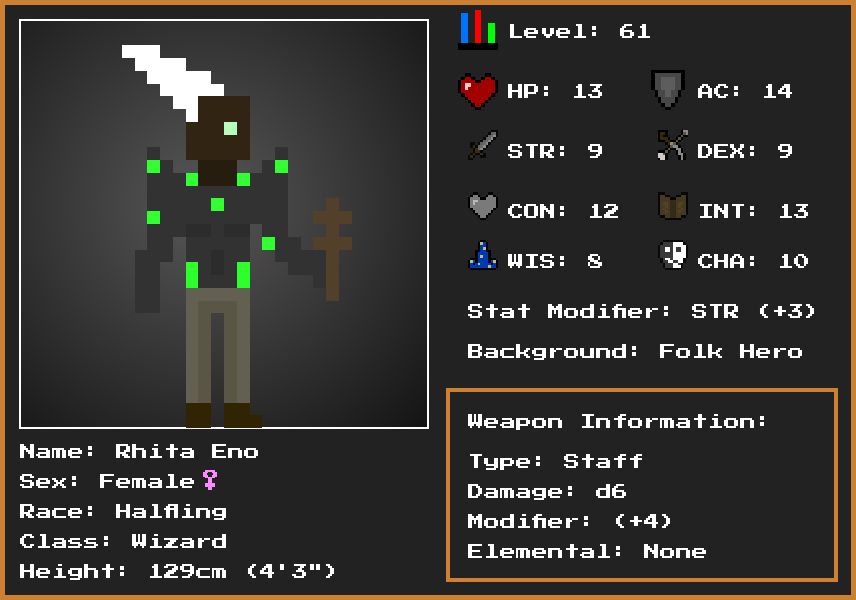 Level: 61
HP: 13
AC: 14
STR: 9
DEX: 9
CON: 12
INT: 13
WIS: 8
CHA: 10
Stat Modifier: STR (+3)
Background: Folk Hero
Weapon Information:
Type: Staff
Damage: d6
Modifier: (+4)
Elemental: None
Name: Rhita Eno
Sex: Female♀
Race: Halfling
Class: Wizard
Height: 129cm (4'3")